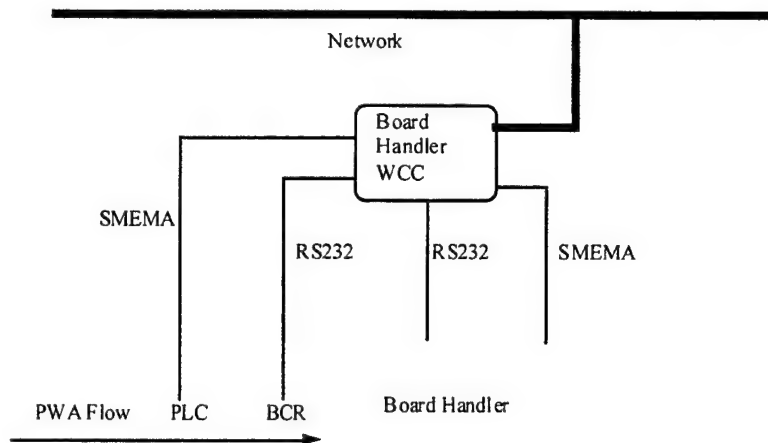 Network
Board
Handler
WCC
SMEMA
RS232
RS232
SMEMA
PWA Flow
PLC
BCR
Board Handler